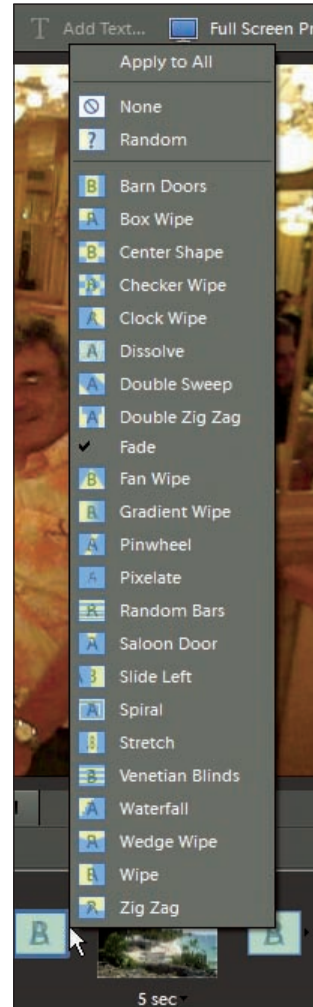 T Add Text... Full Screen
Apply to All
None
Random
Barn Doors
Box Wipe
Center Shape
Checker Wipe
Clock Wipe
Dissolve
Double Sweep
Double Zig Zag
Fade
Fan Wipe
Gradient Wipe
Pinwheel
Pixelate
Random Bars
Saloon Door
Slide Left
Spiral
Stretch
Venetian Blinds
Waterfall
Wedge Wipe
Wipe
Zig Zag
B B
5 sec